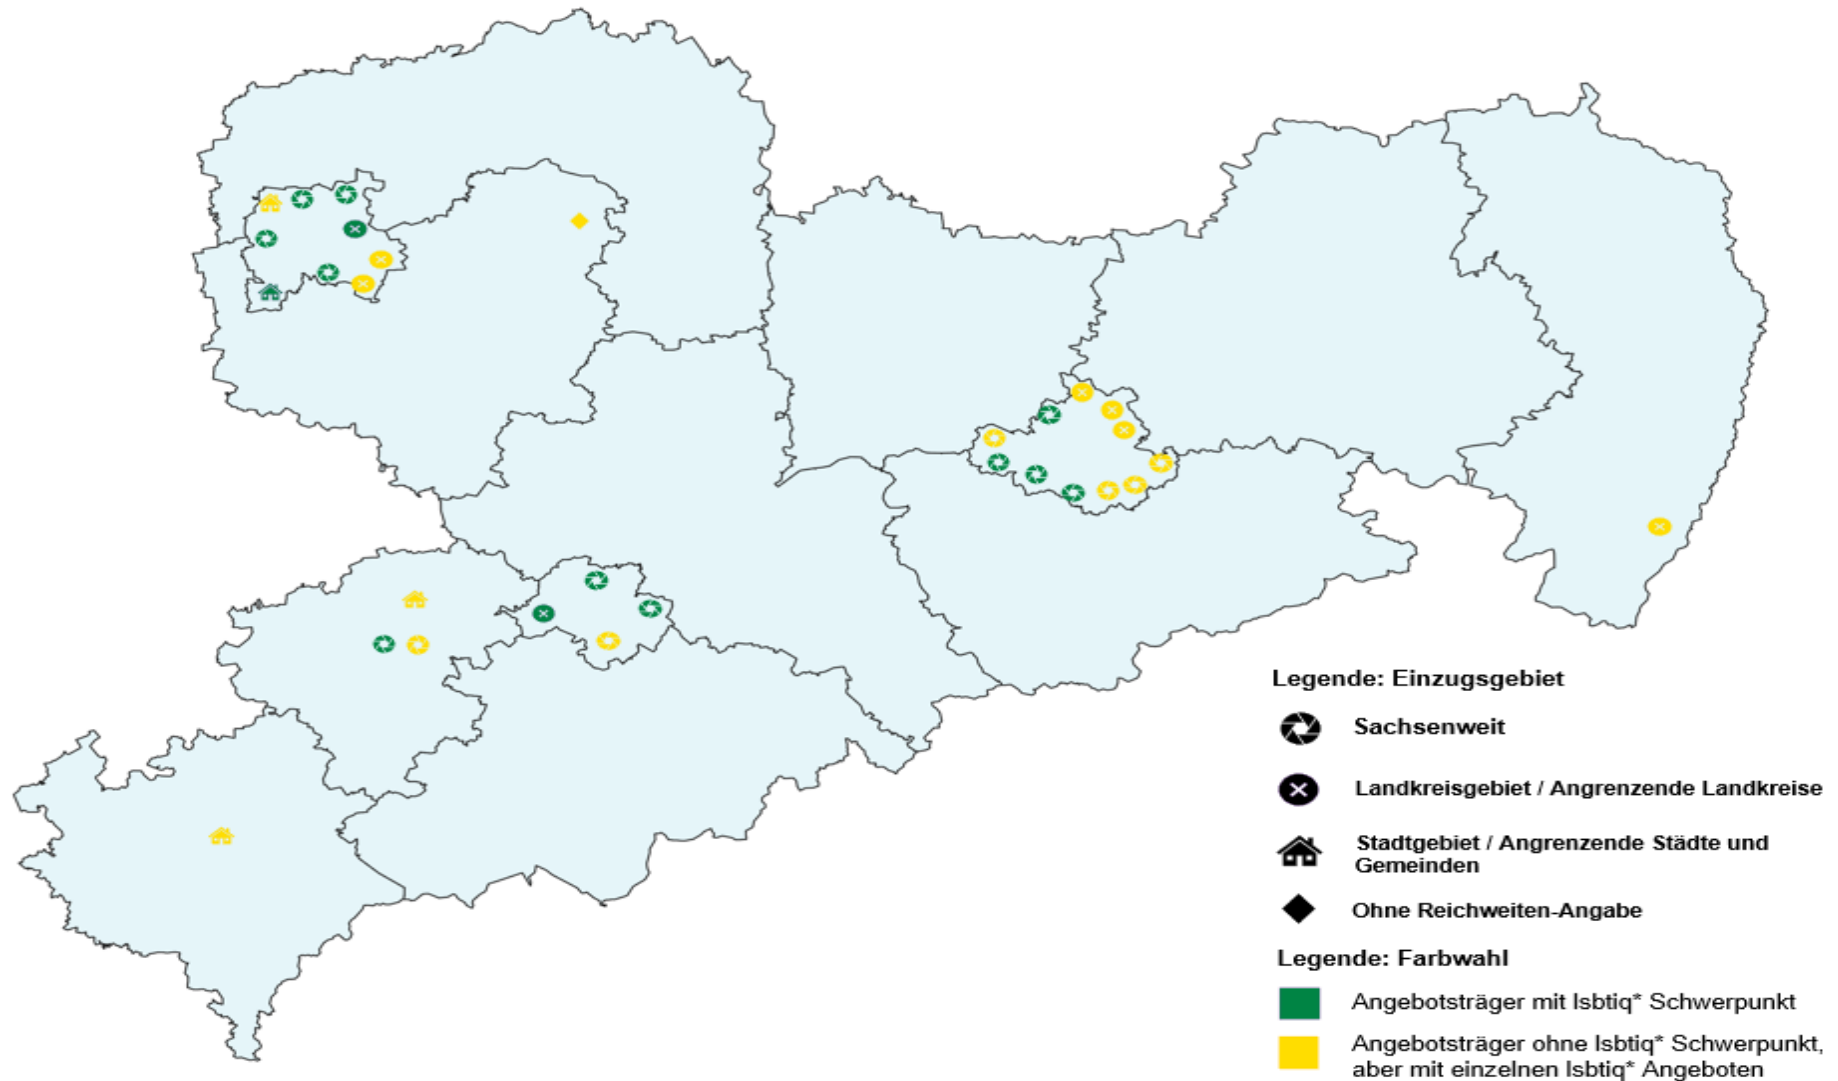 Legende: Einzugsgebiet
Sachsenweit
Landkreisgebiet / Angrenzende Landkreise
Stadtgebiet / Angrenzende Städte und
Gemeinden
Ohne Reichweiten-Angabe
Legende: Farbwahl
Angebotsträger mit lsbtiq* Schwerpunkt
Angebotsträger ohne lsbtiq* Schwerpunkt,
aber mit einzelnen lsbtiq* Angeboten